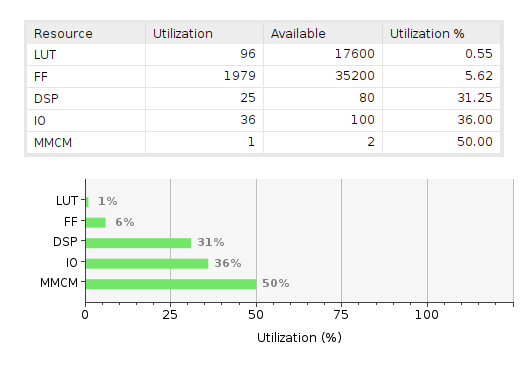 Resource Utilization Available Utilization %
LUT 96 17600 0.55
FF 1979 35200 5.62
DSP 25 80 31.25
IO 36 100 36.00
MMCM 1 2 50.00
LUT 1%
FF 6%
DSP 31%
IO 36%
MMCM 50%
0 25 50 75 100
Utilization (%)